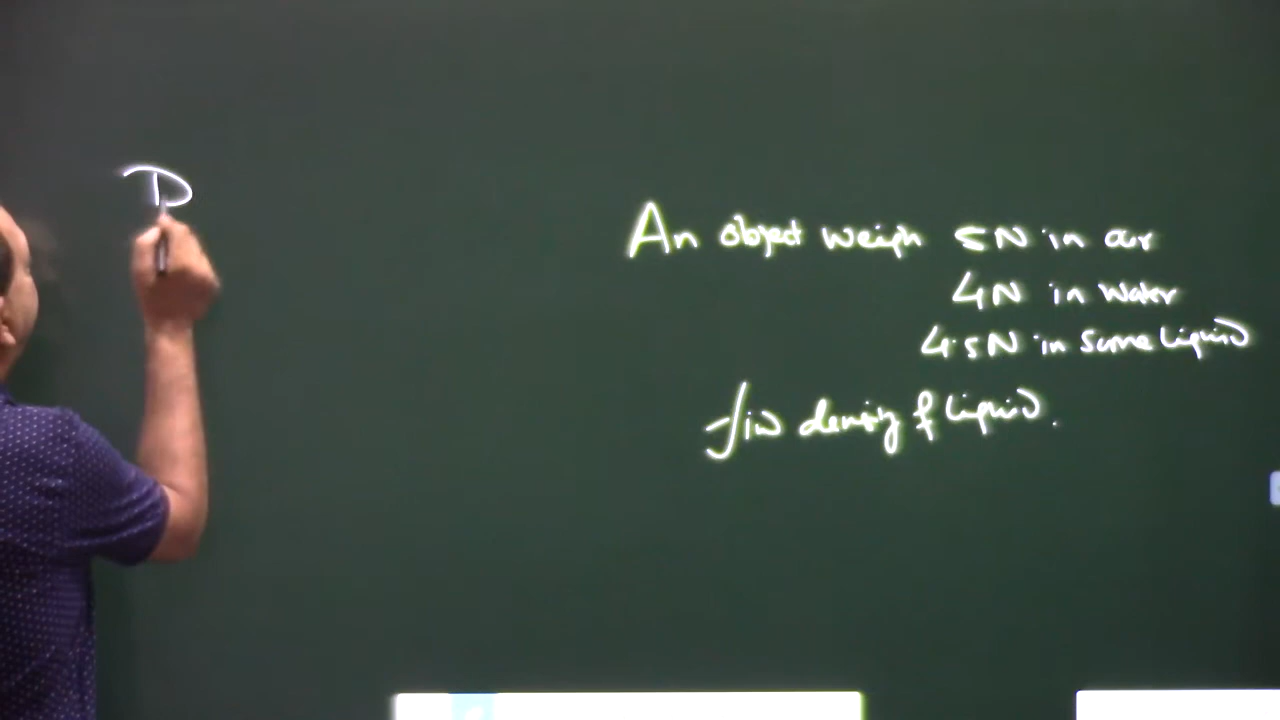 D
An object weigh 5N in air
4N in water
4.5N in some liquid
find density of liquid.